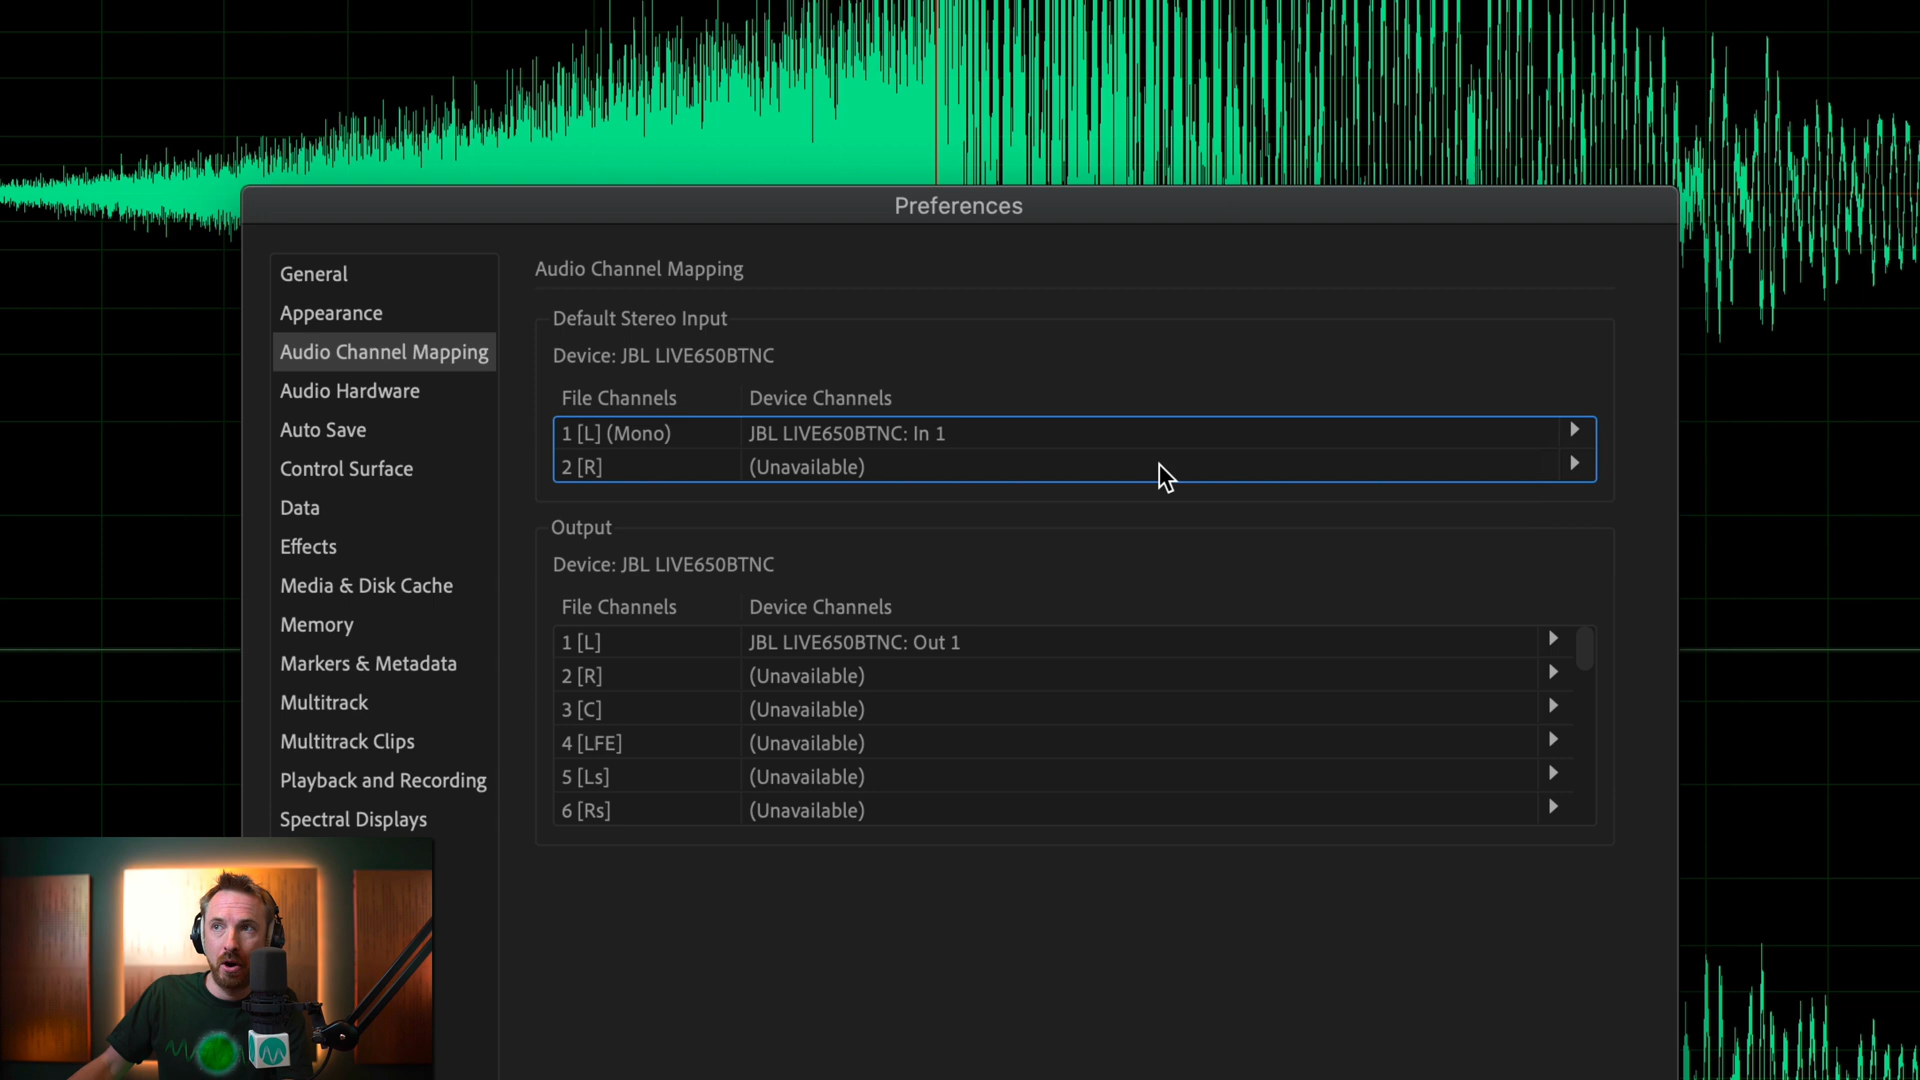 Preferences
General
Appearance
Audio Channel Mapping
Audio Hardware
Auto Save
Control Surface
Data
Effects
Media & Disk Cache
Memory
Markers & Metadata
Multitrack
Multitrack Clips
Playback and Recording
Spectral Displays
Audio Channel Mapping
Default Stereo Input
Device: JBL LIVE650BTNC
File Channels Device Channels
1 [L] (Mono) JBL LIVE650BTNC: In 1
2 [R] (Unavailable)
Output
Device: JBL LIVE650BTNC
File Channels Device Channels
1 [L] JBL LIVE650BTNC: Out 1
2 [R] (Unavailable)
3 [C] (Unavailable)
4 [LFE] (Unavailable)
5 [Ls] (Unavailable)
6 [Rs] (Unavailable)